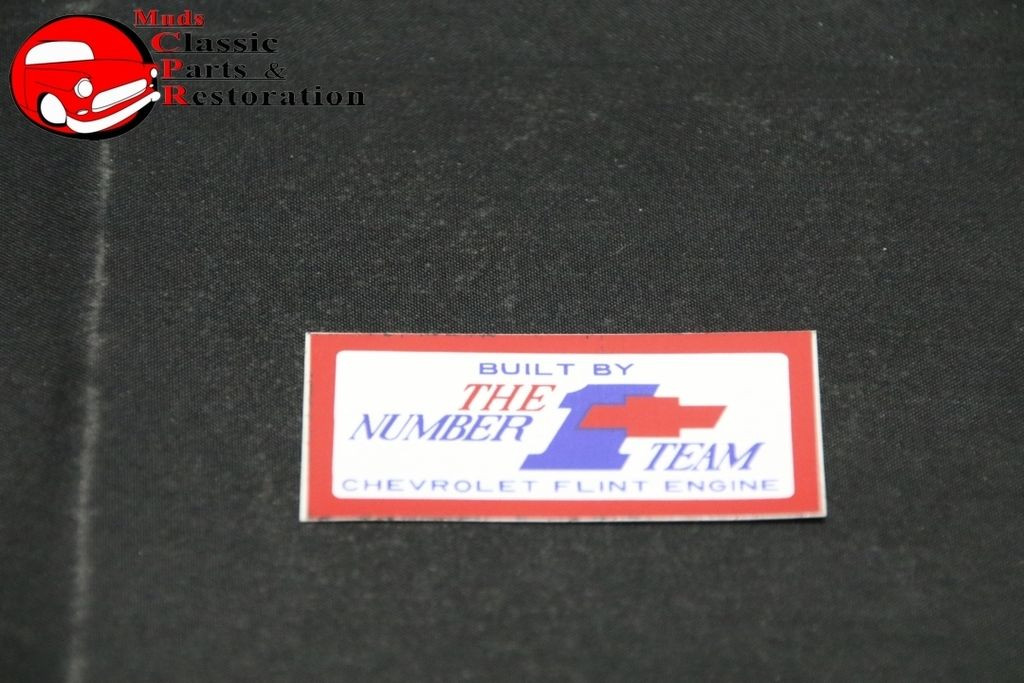 Muds
Classic
Parts &
Restoration
BUILT BY
THE
NUMBER 1 TEAM
CHEVROLET FLINT ENGINE